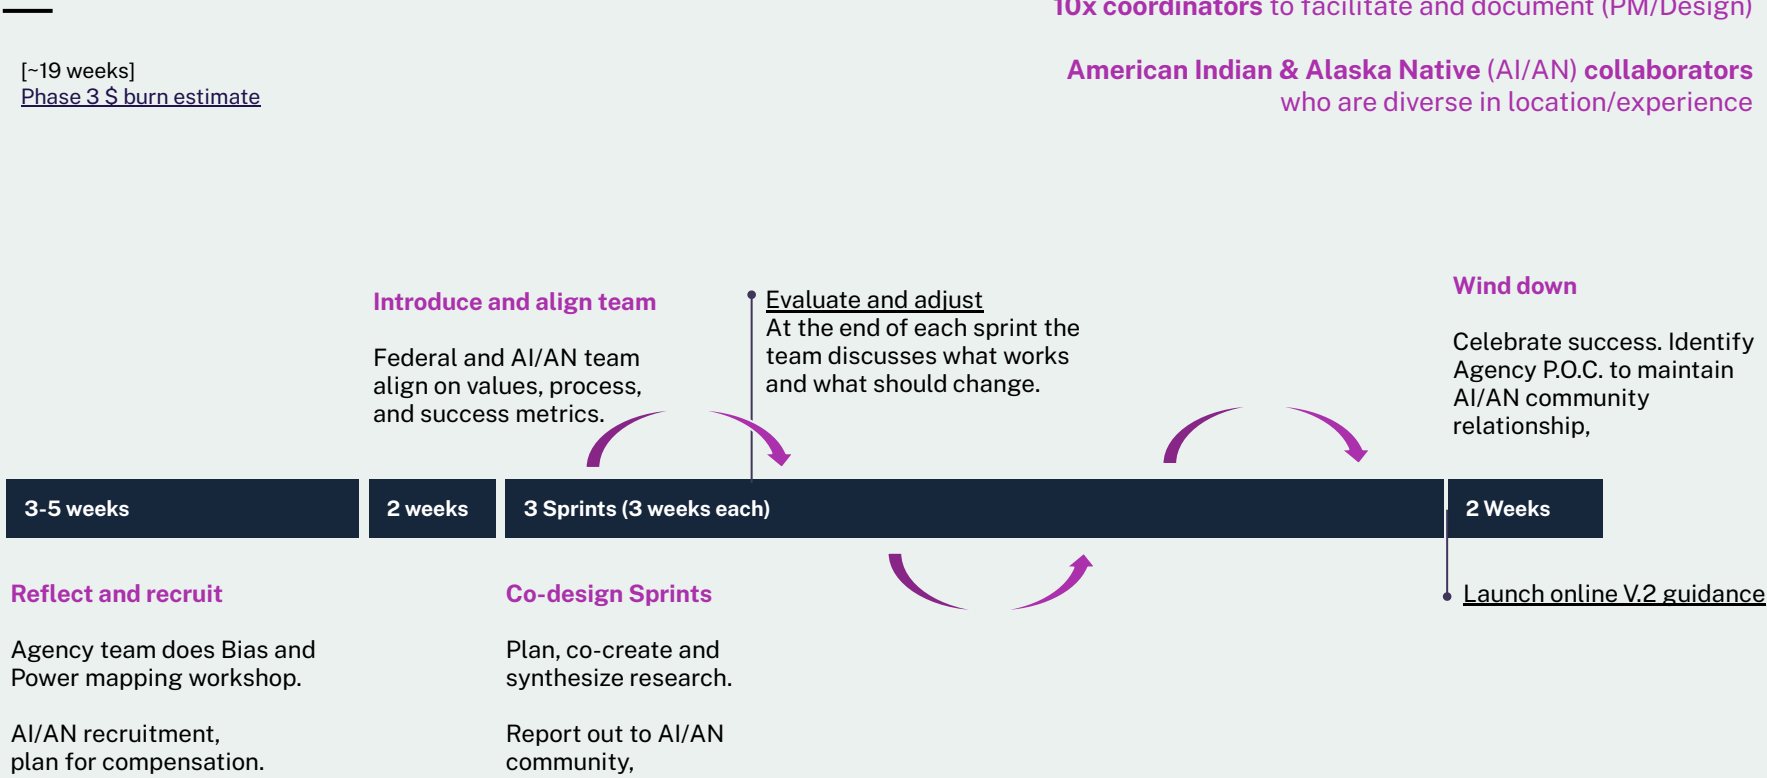 10x coordinators to facilitate and document (PM/Design)
[~19 weeks]
Phase 3 $ burn estimate
American Indian & Alaska Native (AI/AN) collaborators
who are diverse in location/experience
Introduce and align team
Federal and AI/AN team
align on values, process,
and success metrics.
Evaluate and adjust
At the end of each sprint the
team discusses what works
and what should change.
Wind down
Celebrate success. Identify
Agency P.O.C. to maintain
AI/AN community
relationship,
3-5 weeks
2 weeks
3 Sprints (3 weeks each)
2 Weeks
Reflect and recruit
Agency team does Bias and
Power mapping workshop.
AI/AN recruitment,
plan for compensation.
Co-design Sprints
Plan, co-create and
synthesize research.
Report out to AI/AN
community,
Launch online V.2 guidance